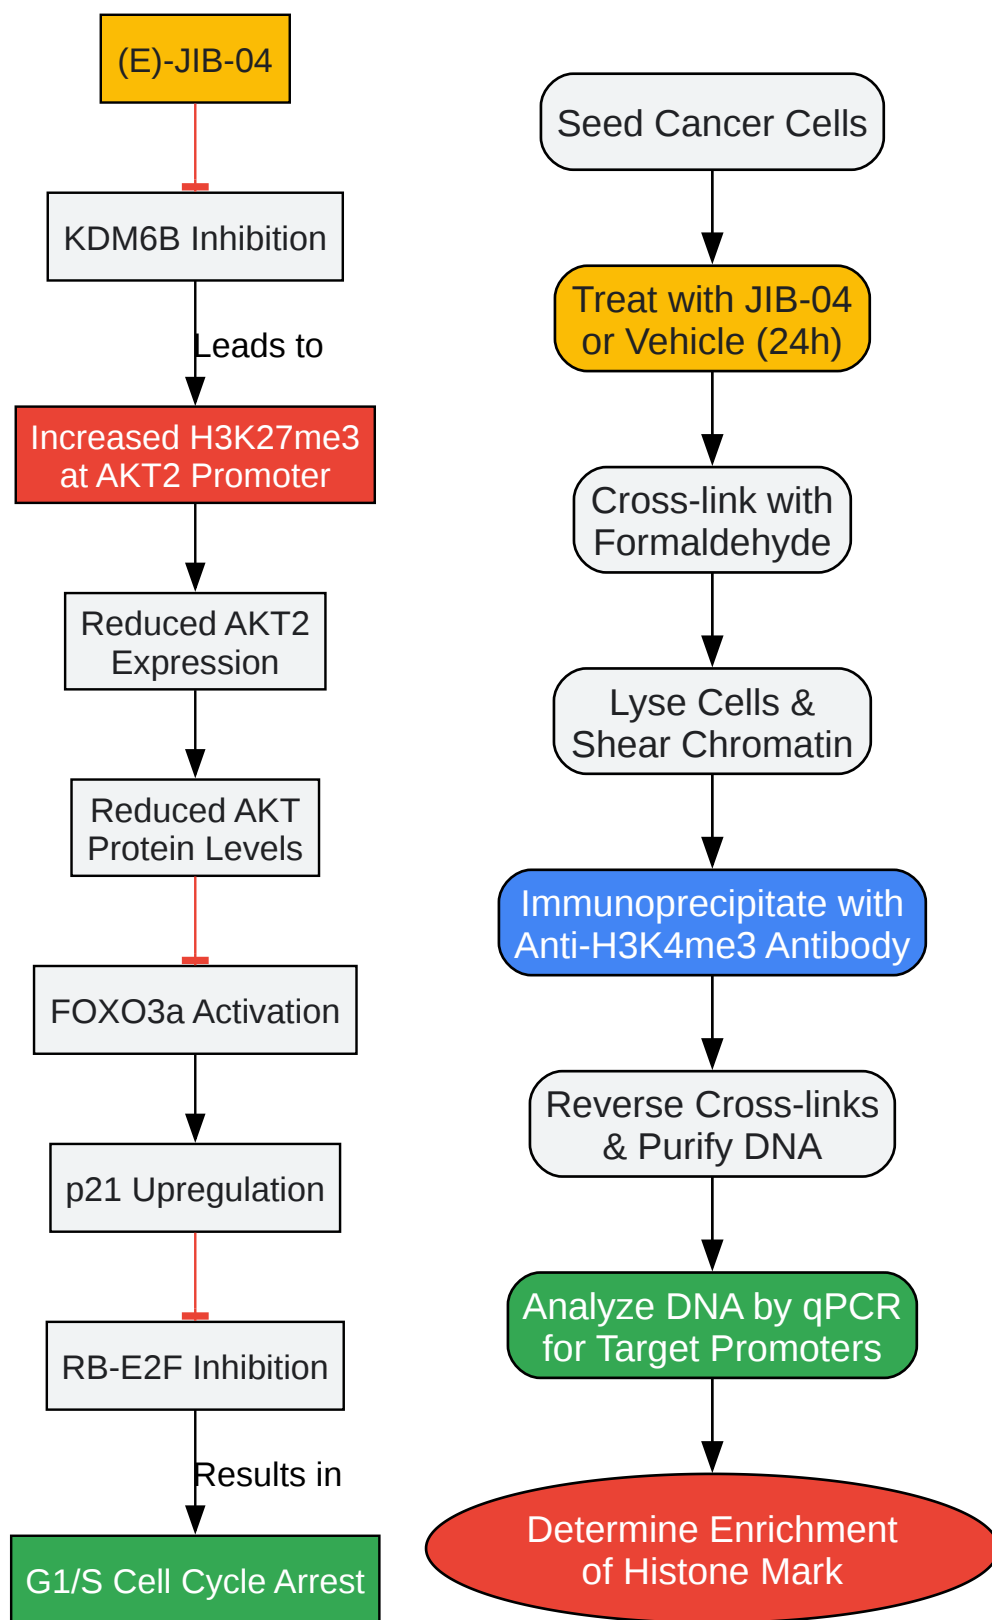 (E)-JIB-04
KDM6B Inhibition
Leads to
Increased H3K27me3
at AKT2 Promoter
Reduced AKT2
Expression
Reduced AKT
Protein Levels
FOXO3a Activation
p21 Upregulation
RB-E2F Inhibition
Results in
G1/S Cell Cycle Arrest
Seed Cancer Cells
Treat with JIB-04
or Vehicle (24h)
Cross-link with
Formaldehyde
Lyse Cells &
Shear Chromatin
Immunoprecipitate with
Anti-H3K4me3 Antibody
Reverse Cross-links
& Purify DNA
Analyze DNA by qPCR
for Target Promoters
Determine Enrichment
of Histone Mark